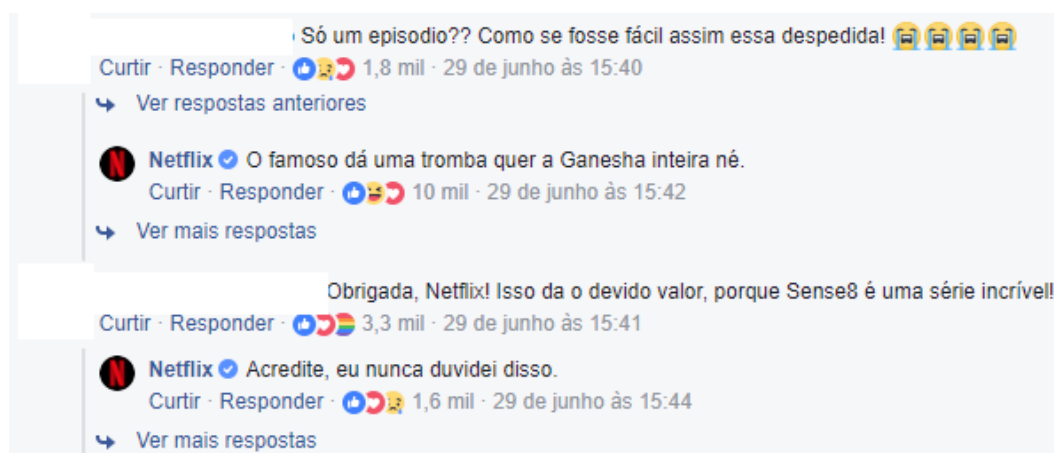 Só um episodio?? Como se fosse fácil assim essa despedida!
Curtir · Responder · 1,8 mil · 29 de junho às 15:40
Ver respostas anteriores
Netflix O famoso dá uma tromba quer a Ganesha inteira né.
Curtir · Responder · 10 mil · 29 de junho às 15:42
Ver mais respostas
Obrigada, Netflix! Isso da o devido valor, porque Sense8 é uma série incrível!
Curtir · Responder · 3,3 mil · 29 de junho às 15:41
Netflix Acredite, eu nunca duvidei disso.
Curtir · Responder · 1,6 mil · 29 de junho às 15:44
Ver mais respostas